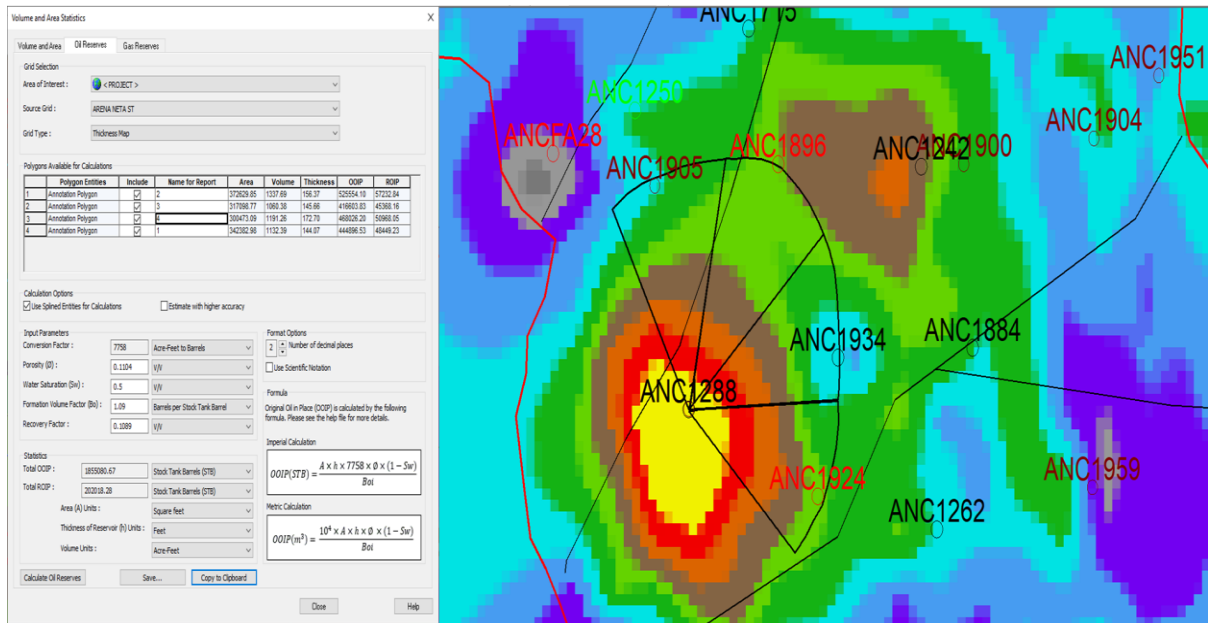 Volume and Area Statistics
X
Volume and Area
Oil Reserves
Gas Reserves
Grid Selection
Area of Interest :
< PROJECT >
Source Grid :
ARENA NETA ST
Grid Type :
Thickness Map
Polygons Available for Calculations
Polygon Entities Include Name for Report Area Volume Thickness OOIP ROIP
1 Annotation Polygon 2 372629.85 1337.69 156.37 525554.10 57232.84
2 Annotation Polygon 3 317098.77 1060.38 145.66 416603.83 45368.16
3 Annotation Polygon 4 300473.09 1191.26 172.70 468026.20 50968.05
4 Annotation Polygon 1 342382.98 1132.39 144.07 444896.53 48449.23
Calculation Options
Use Splined Entities for Calculations
Estimate with higher accuracy
Input Parameters
Conversion Factor : 7758 Acre-Feet to Barrels
Porosity (Ø) : 0.1104 V/V
Water Saturation (Sw) : 0.5 V/V
Formation Volume Factor (Bo) : 1.09 Barrels per Stock Tank Barrel
Recovery Factor : 0.1089 V/V
Format Options
2 Number of decimal places
Use Scientific Notation
Formula
Original Oil in Place (OOIP) is calculated by the following
formula. Please see the help file for more details.
Imperial Calculation
OOIP(STB) = A × h × 7758 × ∅ × (1 − Sw) / Boi
Metric Calculation
OOIP(m³) = 10⁴ × A × h × ∅ × (1 − Sw) / Boi
Statistics
Total OOIP : 1855080.67 Stock Tank Barrels (STB)
Total ROIP : 202018.28 Stock Tank Barrels (STB)
Area (A) Units : Square feet
Thickness of Reservoir (h) Units : Feet
Volume Units : Acre-Feet
Calculate Oil Reserves
Save...
Copy to Clipboard
Close
Help
ANC1715
ANC1951
ANC1250
ANC1904
ANCFA28
ANC1896
ANC1242
ANC1900
ANC1905
ANC1934
ANC1884
ANC1288
ANC1924
ANC1959
ANC1262